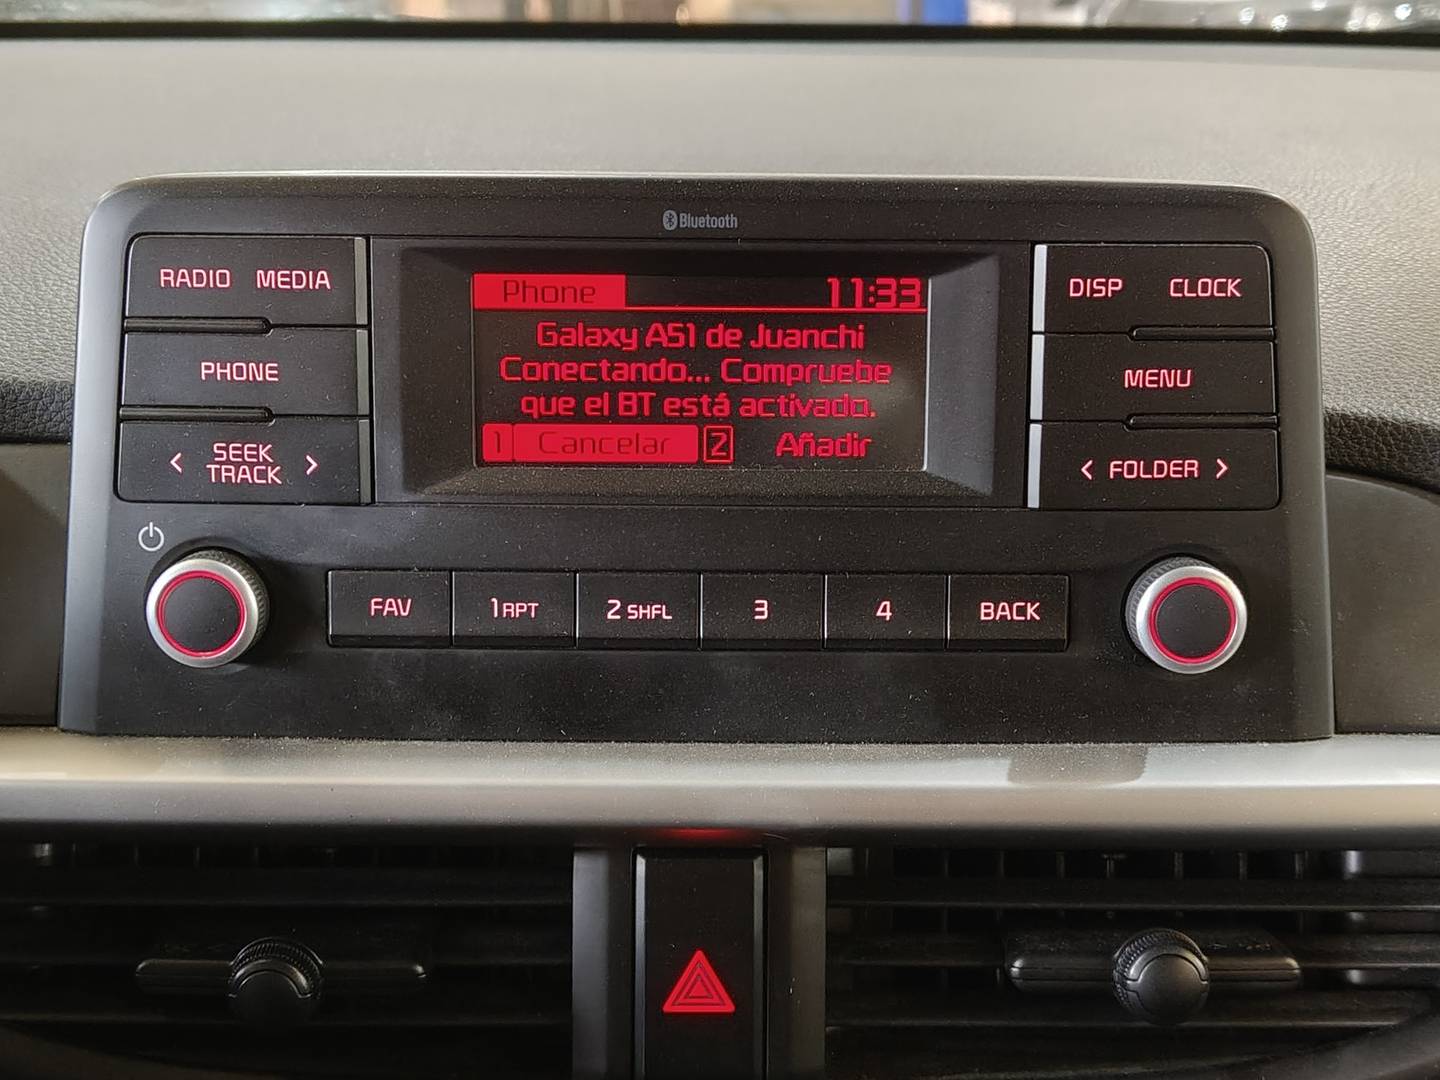 Bluetooth
RADIO MEDIA
Phone 11:33
DISP CLOCK
Galaxy A51 de Juanchi
Conectando... Compruebe
que el BT está activado.
1 Cancelar 2 Añadir
PHONE
MENU
< SEEK TRACK >
< FOLDER >
FAV 1 RPT 2 SHFL 3 4 BACK